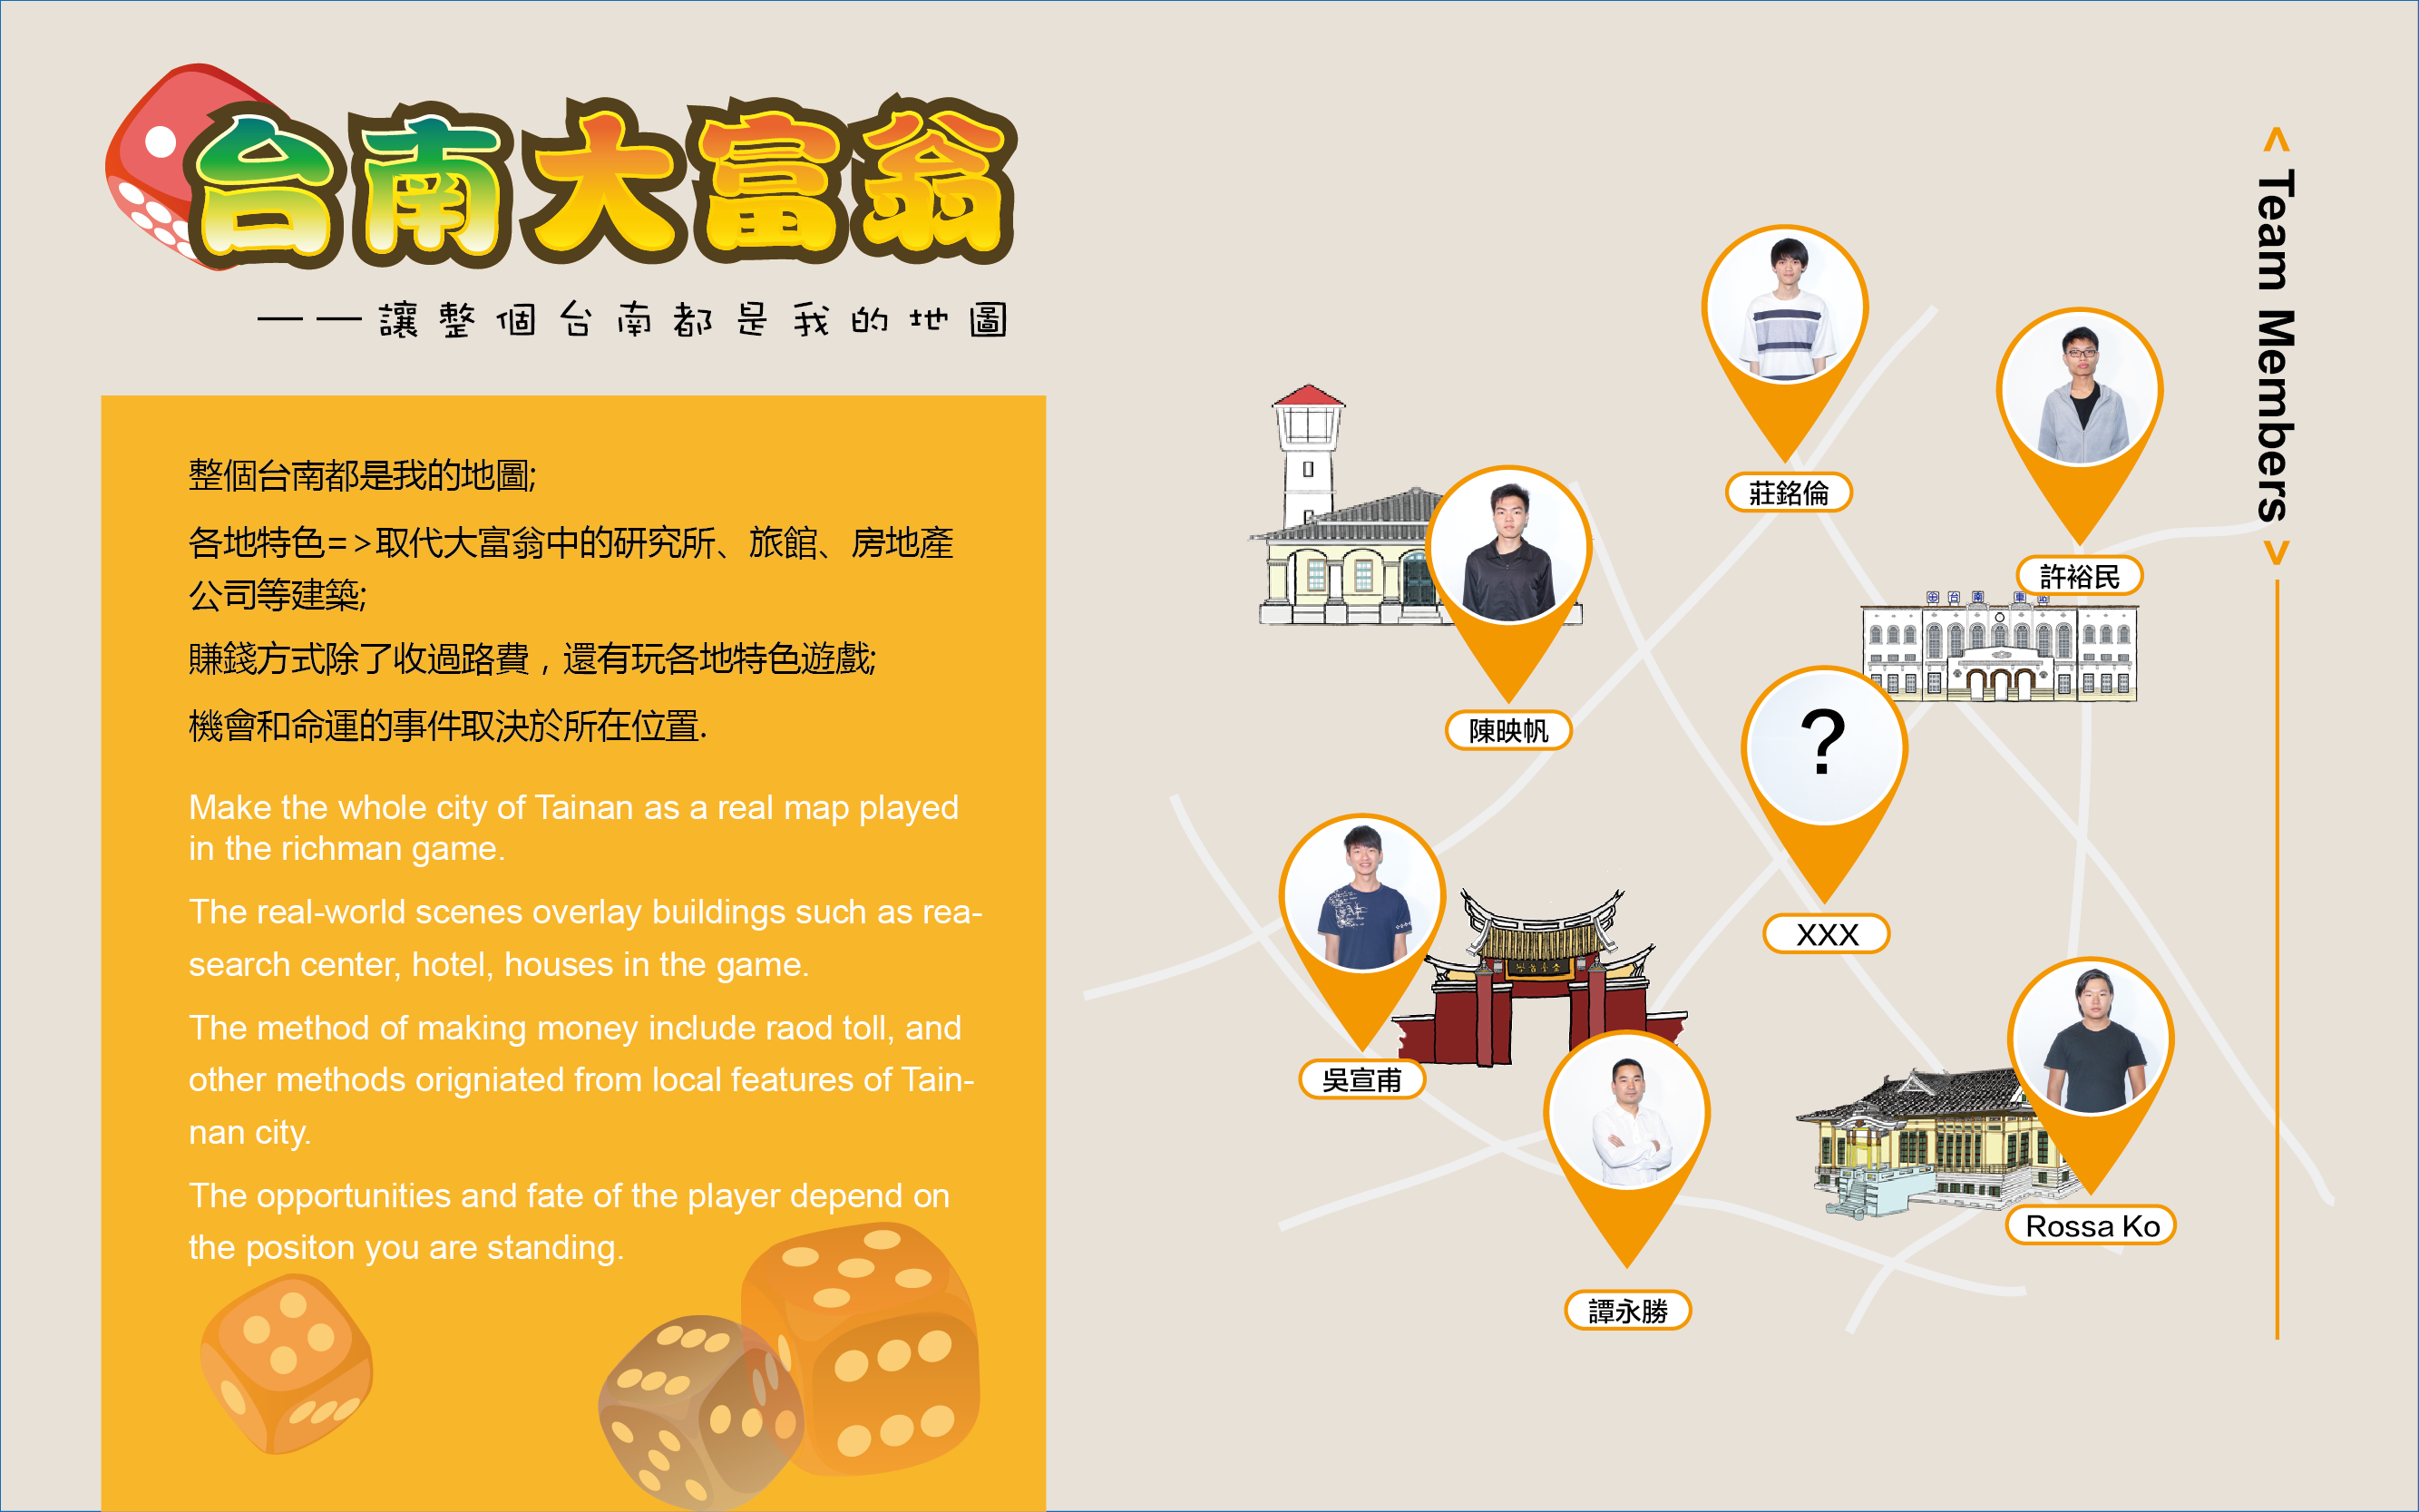 台南大富翁
——讓整個台南都是我的地圖
整個台南都是我的地圖;
各地特色=>取代大富翁中的研究所、旅館、房地產
公司等建築;
賺錢方式除了收過路費，還有玩各地特色遊戲;
機會和命運的事件取決於所在位置.
Make the whole city of Tainan as a real map played
in the richman game.
The real-world scenes overlay buildings such as rea-
search center, hotel, houses in the game.
The method of making money include raod toll, and
other methods origniated from local features of Tain-
nan city.
The opportunities and fate of the player depend on
the positon you are standing.
< Team Members >
莊銘倫
許裕民
台南車站
陳映帆
?
XXX
吳宣甫
Rossa Ko
譚永勝